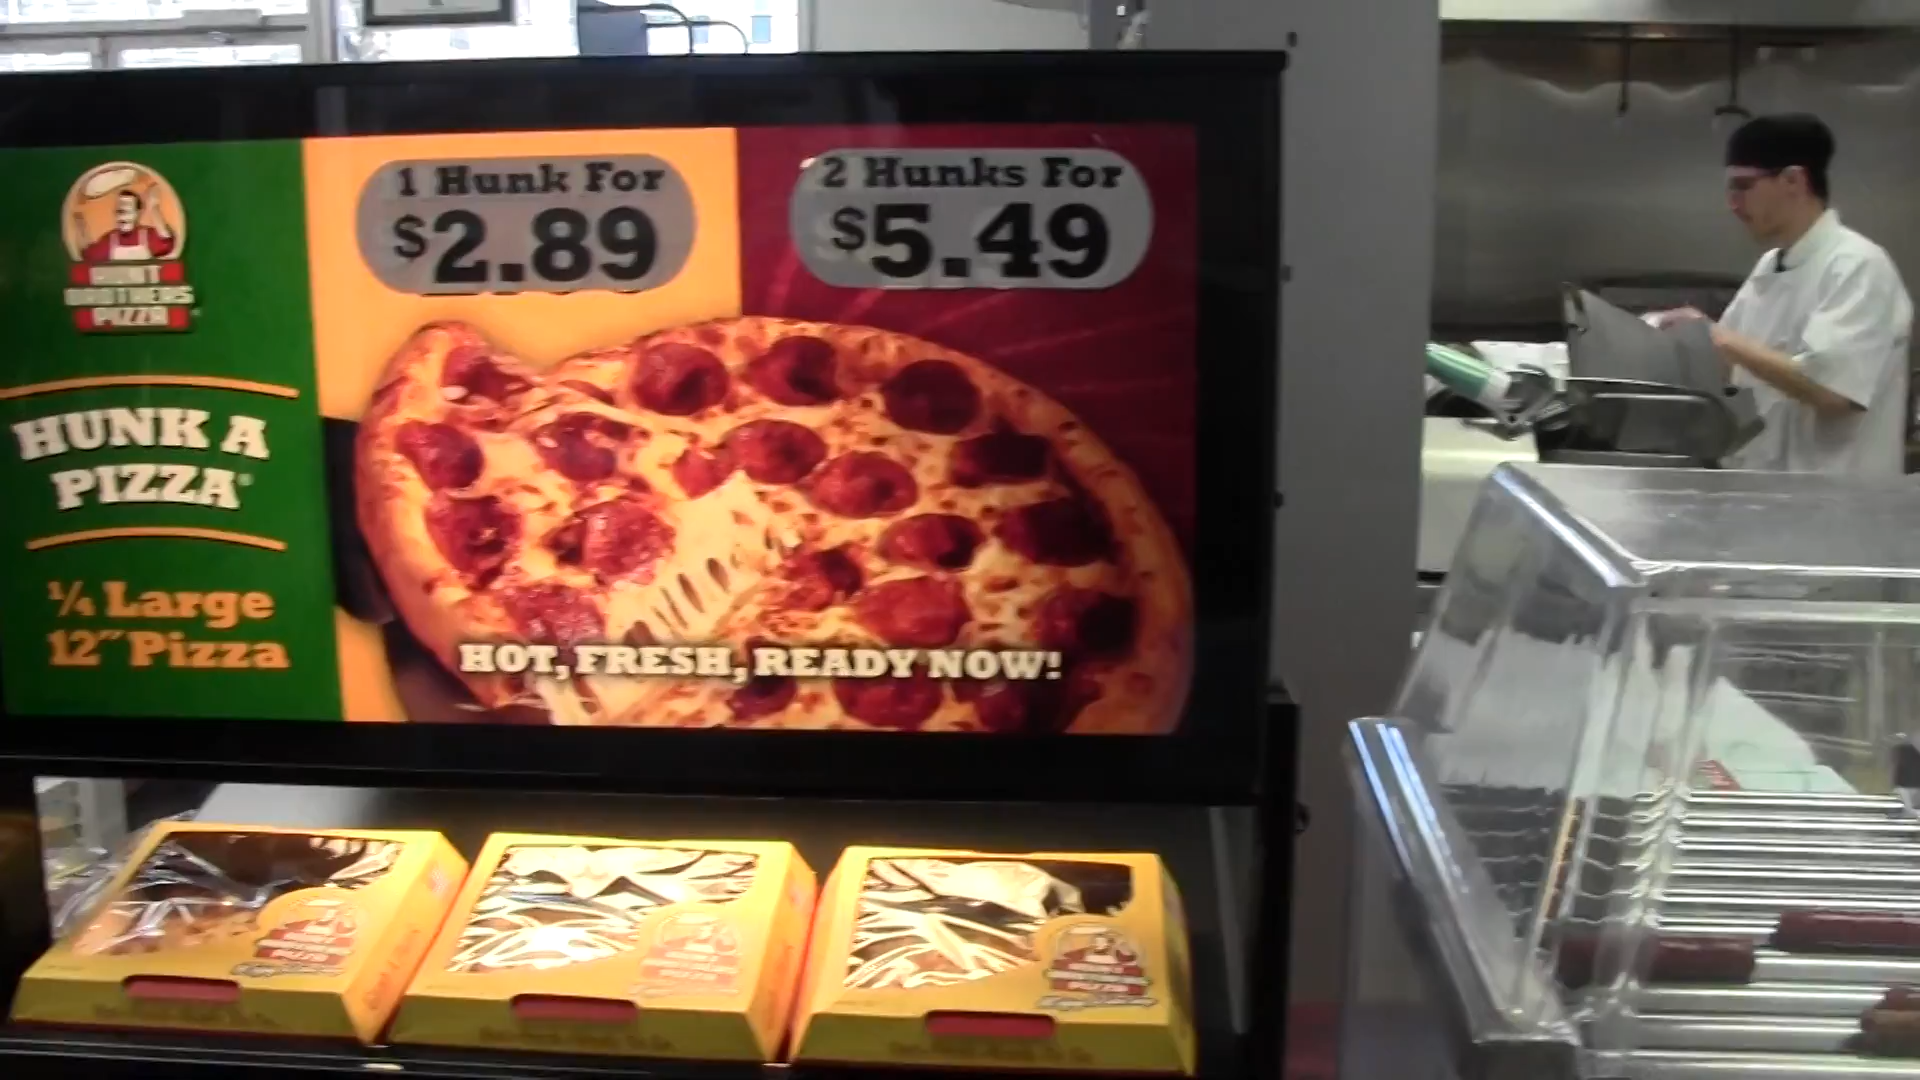 HUNT
BROTHERS
PIZZA
HUNK A
PIZZA®
¼ Large
12″ Pizza
1 Hunk For
$2.89
2 Hunks For
$5.49
HOT, FRESH, READY NOW!